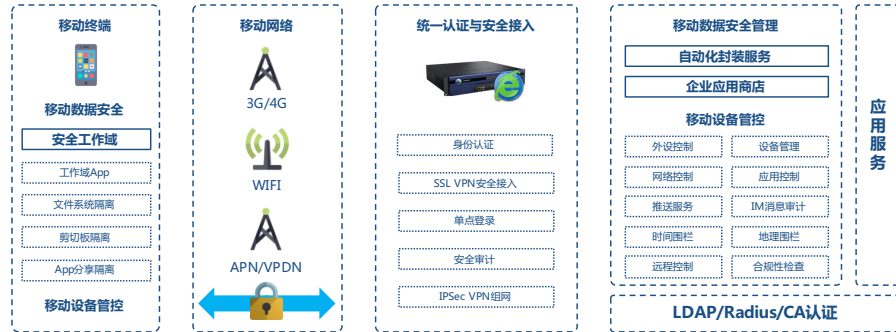 移动终端
移动数据安全
安全工作域
工作域App
文件系统隔离
剪切板隔离
App分享隔离
移动设备管控
移动网络
3G/4G
WIFI
APN/VPDN
统一认证与安全接入
身份认证
SSL VPN安全接入
单点登录
安全审计
IPSec VPN组网
移动数据安全管理
自动化封装服务
企业应用商店
移动设备管控
外设控制
设备管理
网络控制
应用控制
推送服务
IM消息审计
时间围栏
地理围栏
远程控制
合规性检查
LDAP/Radius/CA认证
应用服务